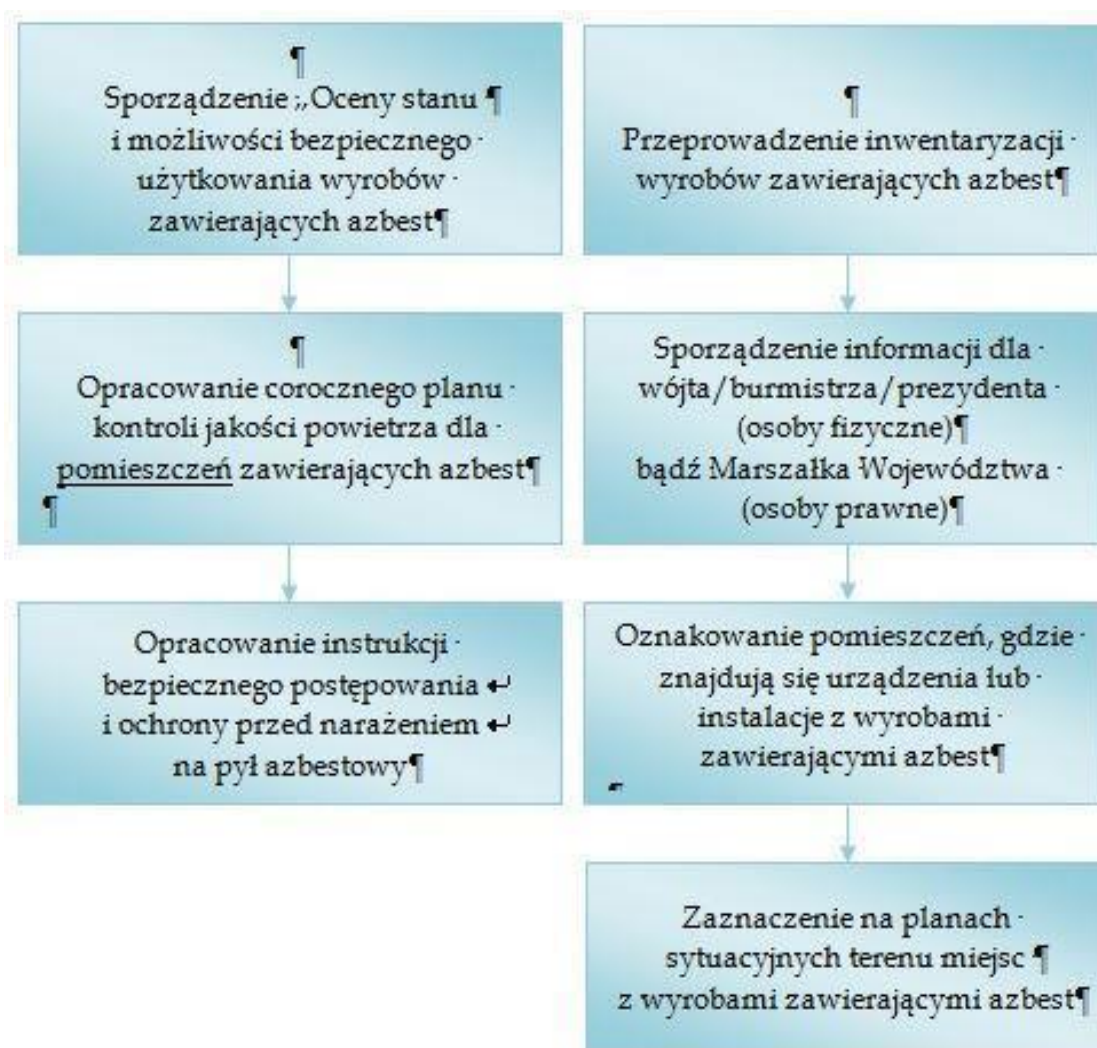 ¶
Sporządzenie ;„Oceny stanu ¶
i możliwości bezpiecznego ·
użytkowania wyrobów ·
zawierających azbest¶
¶
Opracowanie corocznego planu ·
kontroli jakości powietrza dla ·
pomieszczeń zawierających azbest¶
¶
Opracowanie instrukcji ·
bezpiecznego postępowania ↵
i ochrony przed narażeniem ↵
na pył azbestowy¶
¶
Przeprowadzenie inwentaryzacji ·
wyrobów zawierających azbest¶
Sporządzenie informacji dla ·
wójta/burmistrza/prezydenta ·
(osoby fizyczne)¶
bądź Marszałka Województwa ·
(osoby prawne)¶
Oznakowanie pomieszczeń, gdzie ·
znajdują się urządzenia lub ·
instalacje z wyrobami ·
zawierającymi azbest¶
¶
Zaznaczenie na planach ·
sytuacyjnych terenu miejsc ¶
z wyrobami zawierającymi azbest¶